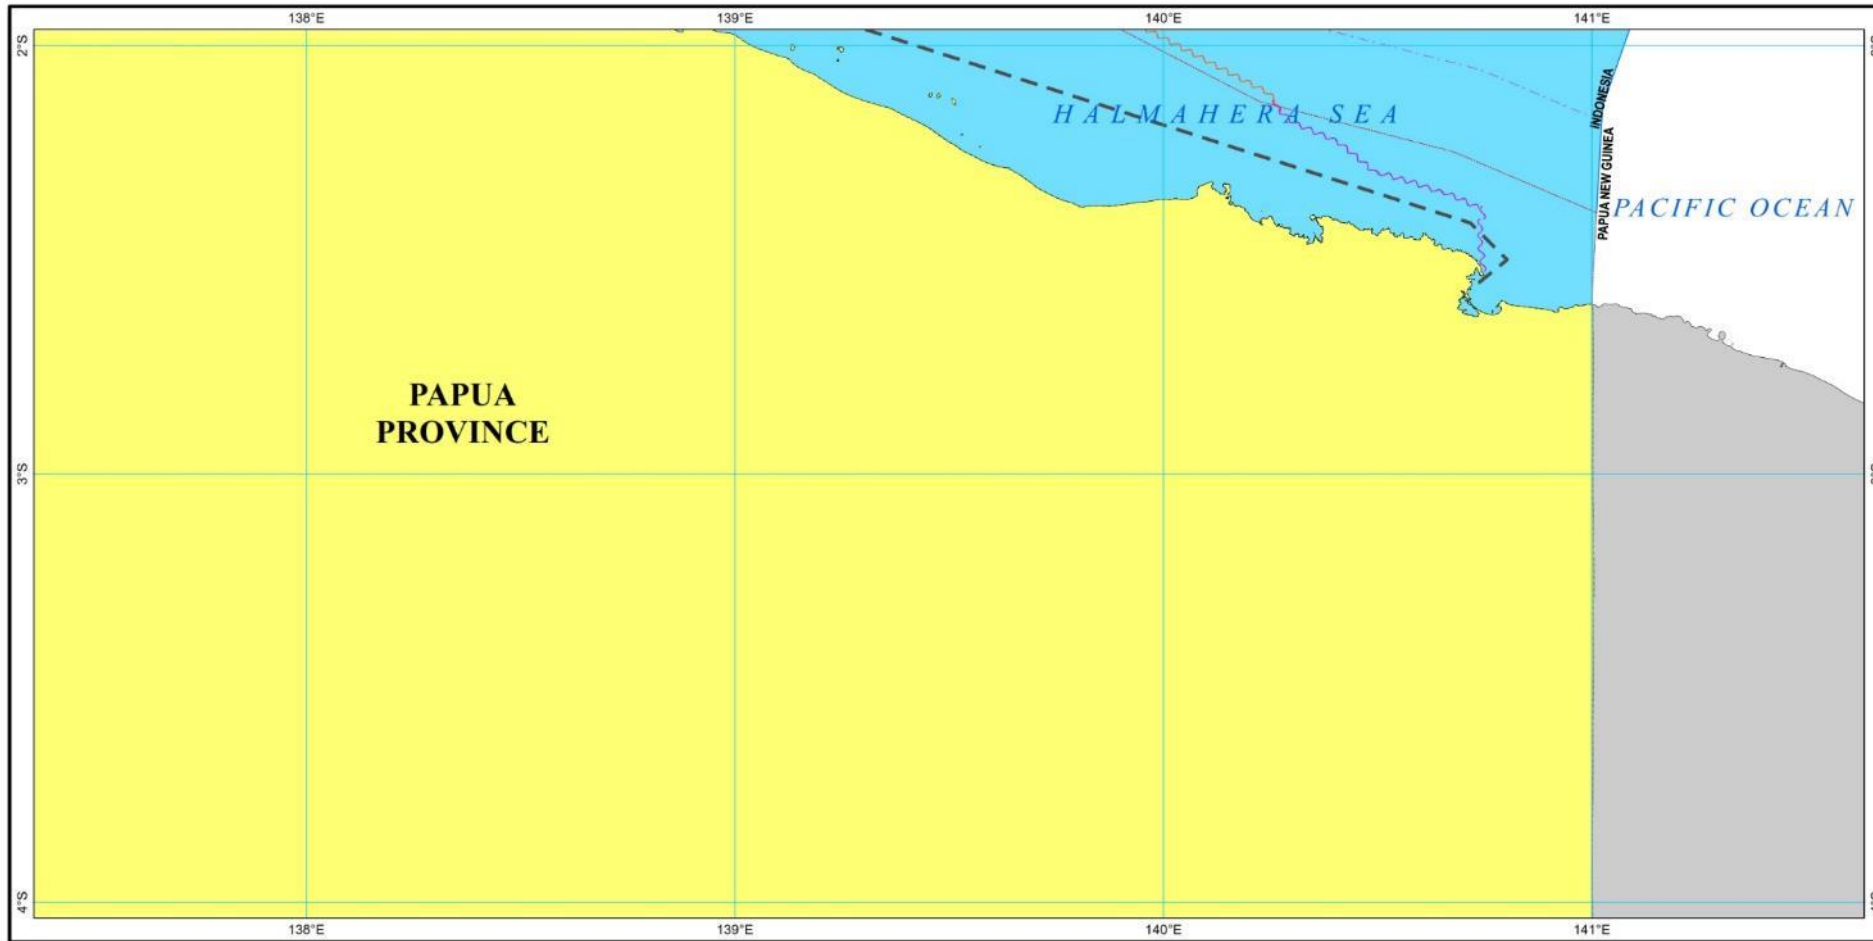 138°E 139°E 140°E 141°E
2°S
HALMAHERA SEA
INDONESIA
PAPUA NEW GUINEA
PACIFIC OCEAN
PAPUA
PROVINCE
3°S
4°S
138°E 139°E 140°E 141°E